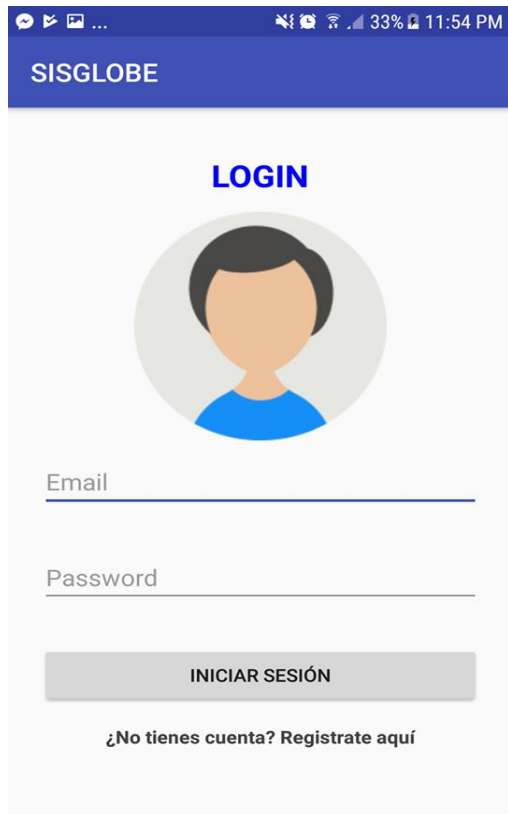 ... 33% 11:54 PM
SISGLOBE
LOGIN
Email
Password
INICIAR SESIÓN
¿No tienes cuenta? Registrate aquí